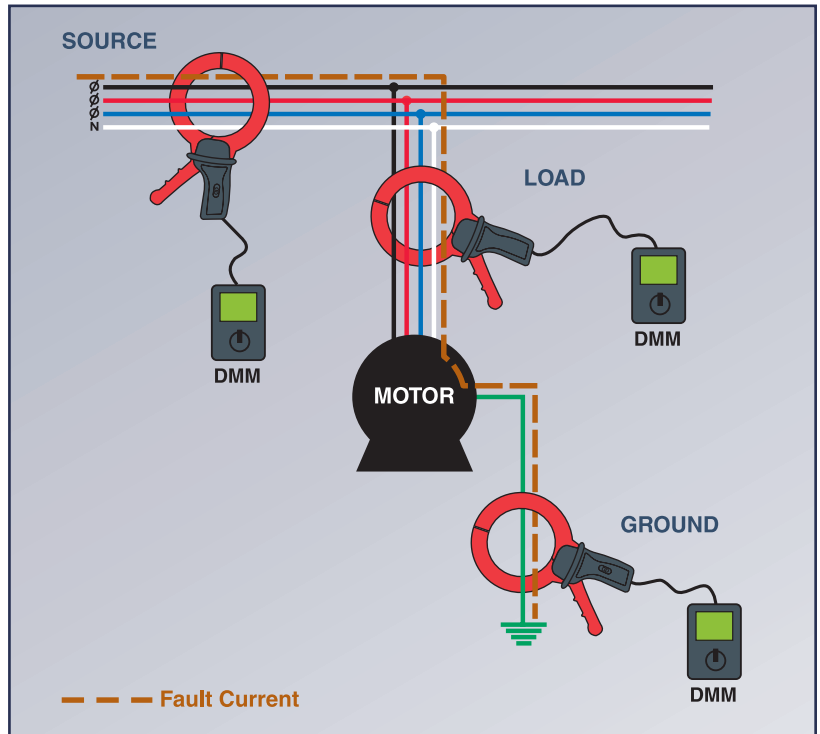 SOURCE
Ø
Ø
Ø
N
LOAD
DMM
DMM
MOTOR
GROUND
DMM
Fault Current